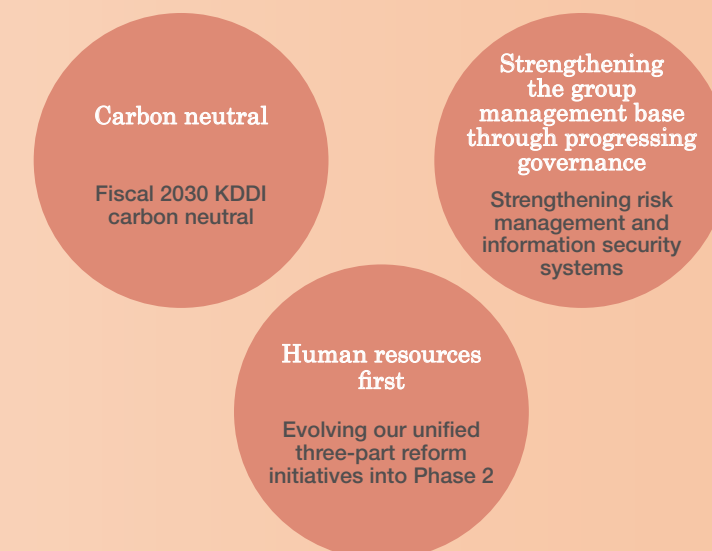 Carbon neutral
Fiscal 2030 KDDI
carbon neutral
Strengthening
the group
management base
through progressing
governance
Strengthening risk
management and
information security
systems
Human resources
first
Evolving our unified
three-part reform
initiatives into Phase 2